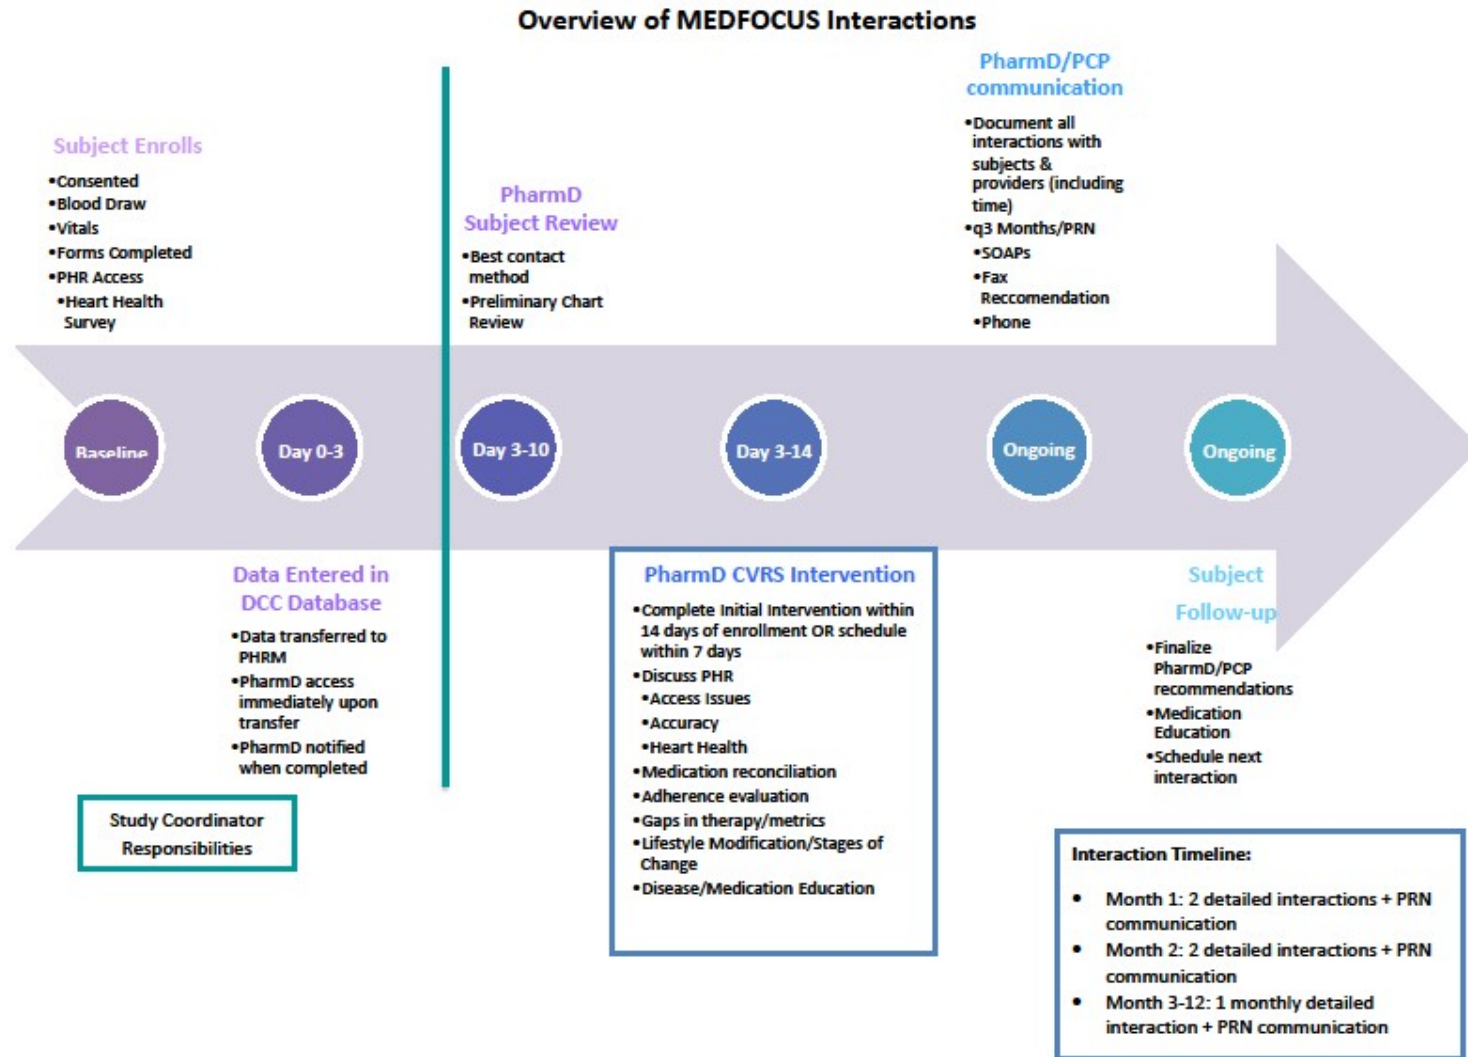 Overview of MEDFOCUS Interactions
Subject Enrolls
•Consented
•Blood Draw
•Vitals
•Forms Completed
•PHR Access
•Heart Health
Survey
PharmD
Subject Review
•Best contact
method
•Preliminary Chart
Review
PharmD/PCP
communication
•Document all
interactions with
subjects &
providers (including
time)
•q3 Months/PRN
•SOAPs
•Fax
Reccomendation
•Phone
Baseline
Day 0-3
Day 3-10
Day 3-14
Ongoing
Ongoing
Data Entered in
DCC Database
•Data transferred to
PHRM
•PharmD access
immediately upon
transfer
•PharmD notified
when completed
Study Coordinator
Responsibilities
PharmD CVRS Intervention
•Complete Initial Intervention within
14 days of enrollment OR schedule
within 7 days
•Discuss PHR
•Access Issues
•Accuracy
•Heart Health
•Medication reconciliation
•Adherence evaluation
•Gaps in therapy/metrics
•Lifestyle Modification/Stages of
Change
•Disease/Medication Education
Subject
Follow-up
•Finalize
PharmD/PCP
recommendations
•Medication
Education
•Schedule next
interaction
Interaction Timeline:
• Month 1: 2 detailed interactions + PRN
communication
• Month 2: 2 detailed interactions + PRN
communication
• Month 3-12: 1 monthly detailed
interaction + PRN communication